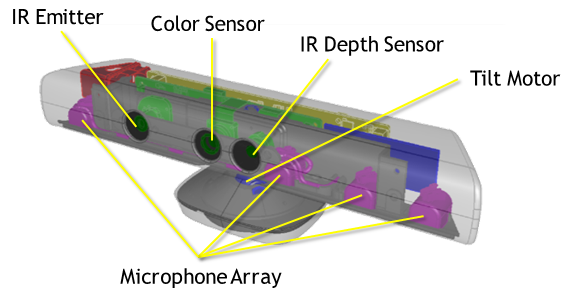 IR Emitter
Color Sensor
IR Depth Sensor
Tilt Motor
Microphone Array